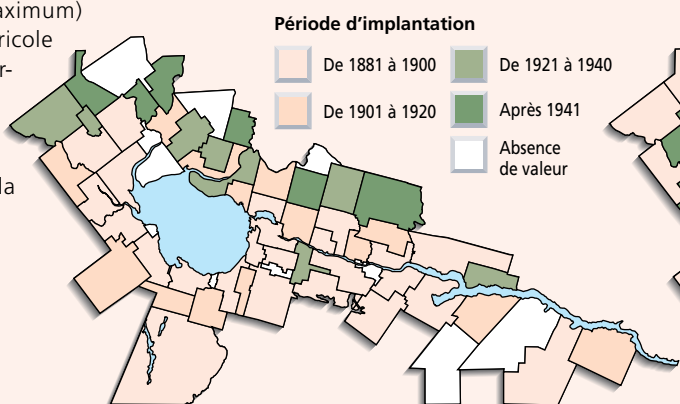 aximum)
ricole
r-
la
Période d'implantation
De 1881 à 1900
De 1901 à 1920
De 1921 à 1940
Après 1941
Absence
de valeur